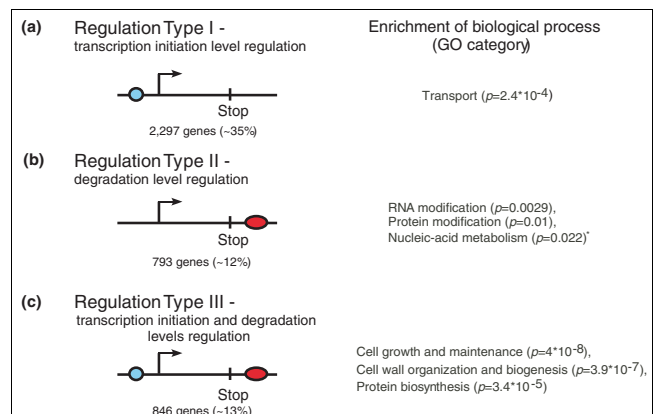 (a) Regulation Type I -
transcription initiation level regulation
Enrichment of biological process
(GO category)
Stop
2,297 genes (~35%)
Transport (p=2.4*10-4)
(b) Regulation Type II -
degradation level regulation
Stop
793 genes (~12%)
RNA modification (p=0.0029),
Protein modification (p=0.01),
Nucleic-acid metabolism (p=0.022)*
(c) Regulation Type III -
transcription initiation and degradation
levels regulation
Stop
846 genes (~13%)
Cell growth and maintenance (p=4*10-8),
Cell wall organization and biogenesis (p=3.9*10-7),
Protein biosynthesis (p=3.4*10-5)